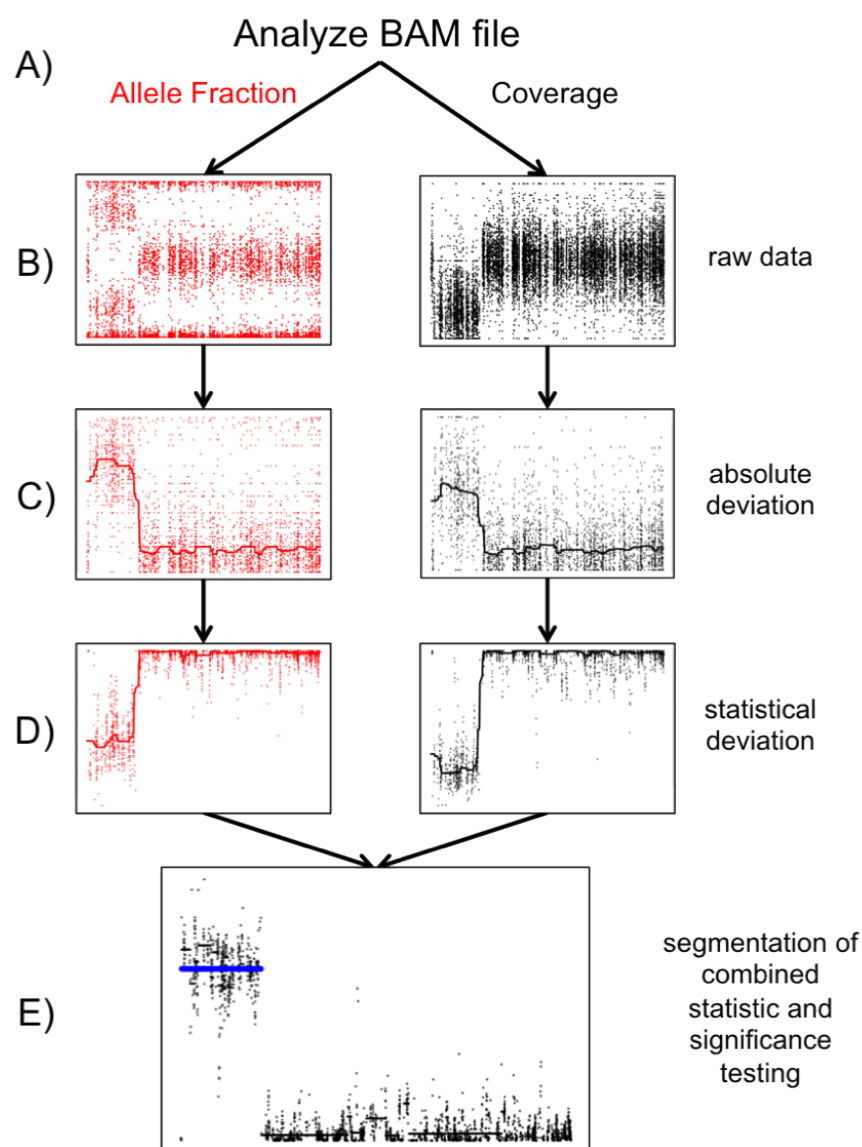 Analyze BAM file
A)
Allele Fraction
Coverage
B)
raw data
C)
absolute
deviation
D)
statistical
deviation
E)
segmentation of
combined
statistic and
significance
testing